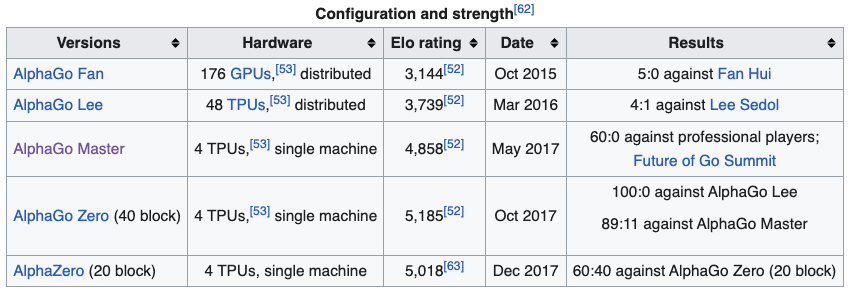 Configuration and strength[62]
Versions Hardware Elo rating Date Results
AlphaGo Fan 176 GPUs,[53] distributed 3,144[52] Oct 2015 5:0 against Fan Hui
AlphaGo Lee 48 TPUs,[53] distributed 3,739[52] Mar 2016 4:1 against Lee Sedol
AlphaGo Master 4 TPUs,[53] single machine 4,858[52] May 2017 60:0 against professional players;
Future of Go Summit
AlphaGo Zero (40 block) 4 TPUs,[53] single machine 5,185[52] Oct 2017 100:0 against AlphaGo Lee
89:11 against AlphaGo Master
AlphaZero (20 block) 4 TPUs, single machine 5,018[63] Dec 2017 60:40 against AlphaGo Zero (20 block)